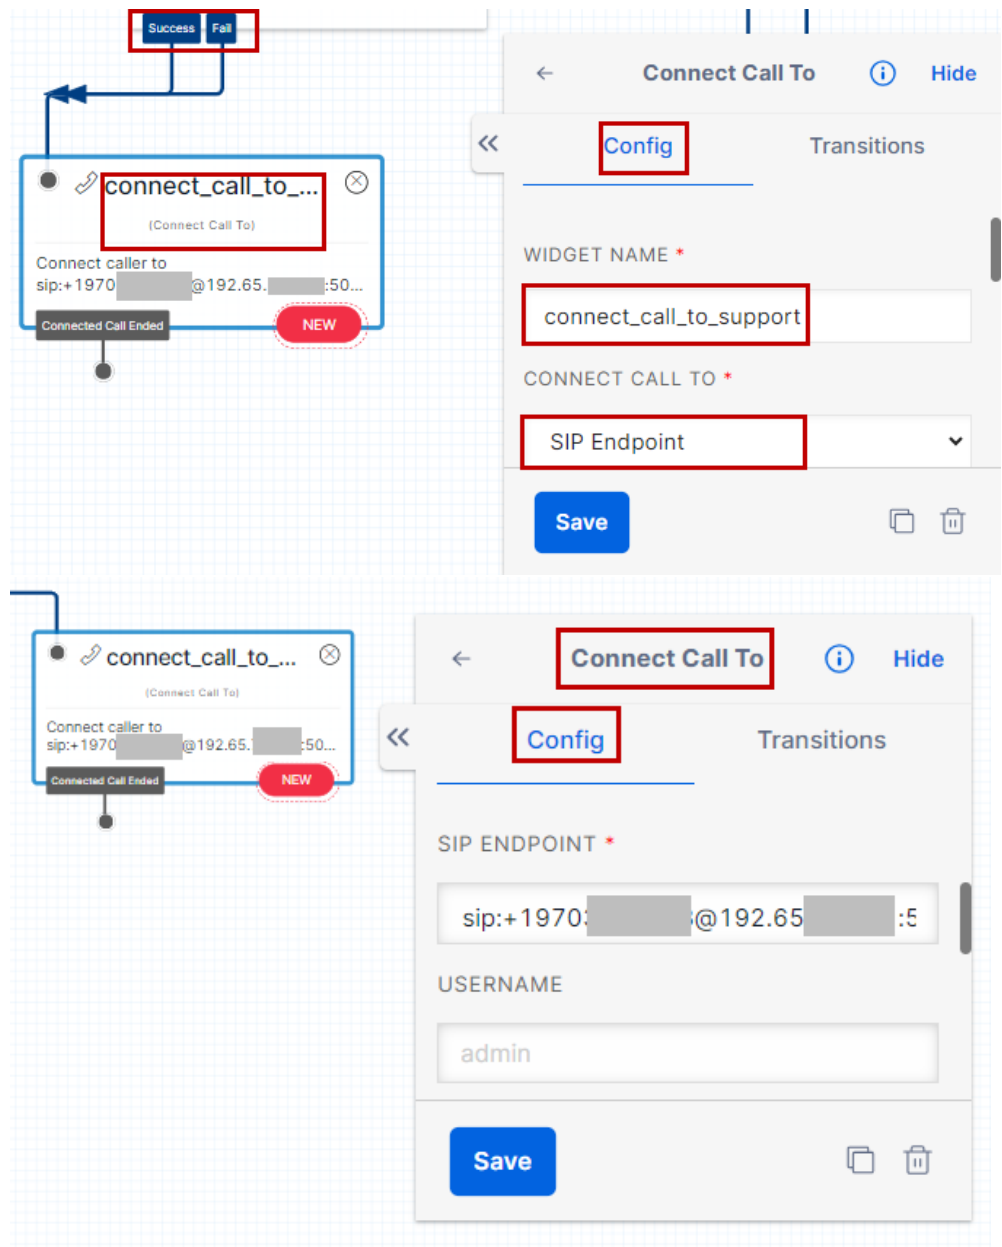 Success Fail
Connect Call To Hide
Config Transitions
connect_call_to_...
(Connect Call To)
WIDGET NAME *
Connect caller to
sip:+1970 @192.65. :50...
connect_call_to_support
Connected Call Ended NEW
CONNECT CALL TO *
SIP Endpoint
Save
connect_call_to_...
(Connect Call To)
Connect caller to
sip:+1970 @192.65. :50...
Connected Call Ended NEW
Connect Call To Hide
Config Transitions
SIP ENDPOINT *
sip:+1970 @192.65 :5
USERNAME
admin
Save